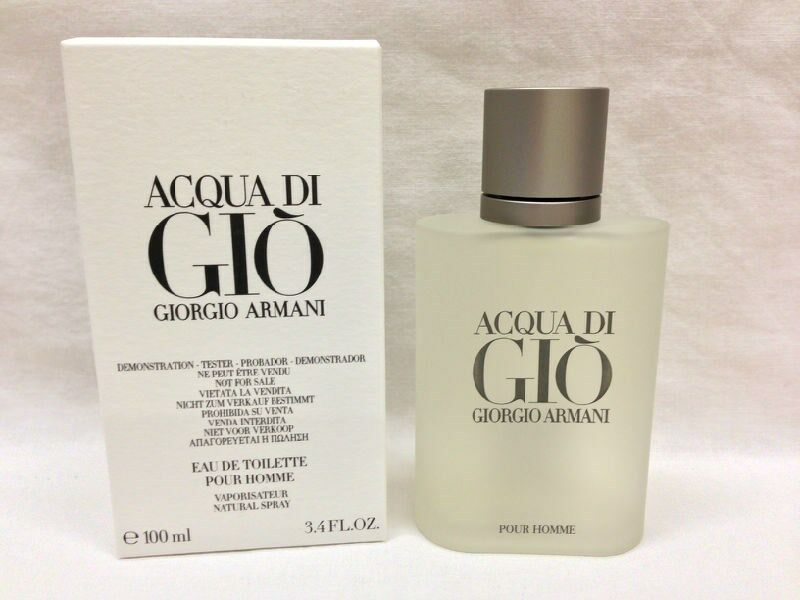 ACQUA DI
GIÒ
GIORGIO ARMANI
DEMONSTRATION - TESTER - PROBADOR - DEMONSTRADOR
NE PEUT ÊTRE VENDU
NOT FOR SALE
VIETATA LA VENDITA
NICHT ZUM VERKAUF BESTIMMT
PROHIBIDA SU VENTA
VENDA INTERDITA
NIET VOOR VERKOOP
ΑΠΑΓΟΡΕΥΕΤΑΙ Η ΠΩΛΗΣΗ
EAU DE TOILETTE
POUR HOMME
VAPORISATEUR
NATURAL SPRAY
℮ 100 ml 3.4 FL.OZ.
ACQUA DI
GIÒ
GIORGIO ARMANI
POUR HOMME